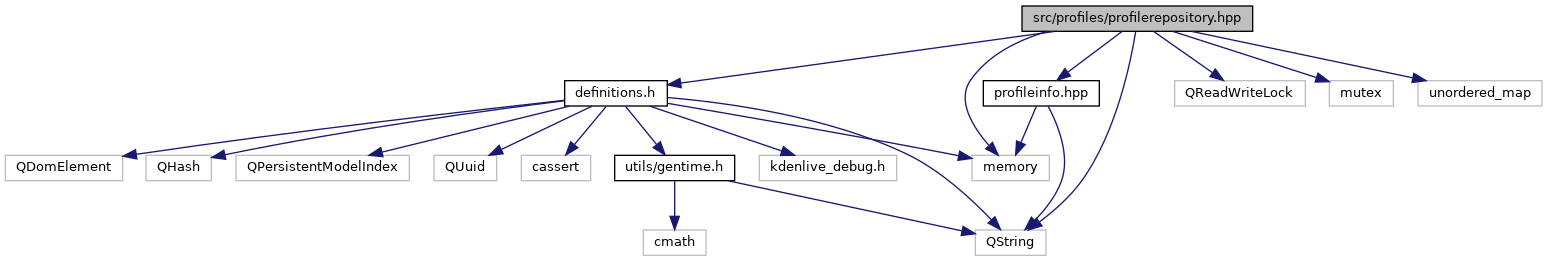 src/profiles/profilerepository.hpp
definitions.h
profileinfo.hpp
QReadWriteLock
mutex
unordered_map
QDomElement
QHash
QPersistentModelIndex
QUuid
cassert
utils/gentime.h
kdenlive_debug.h
memory
cmath
QString